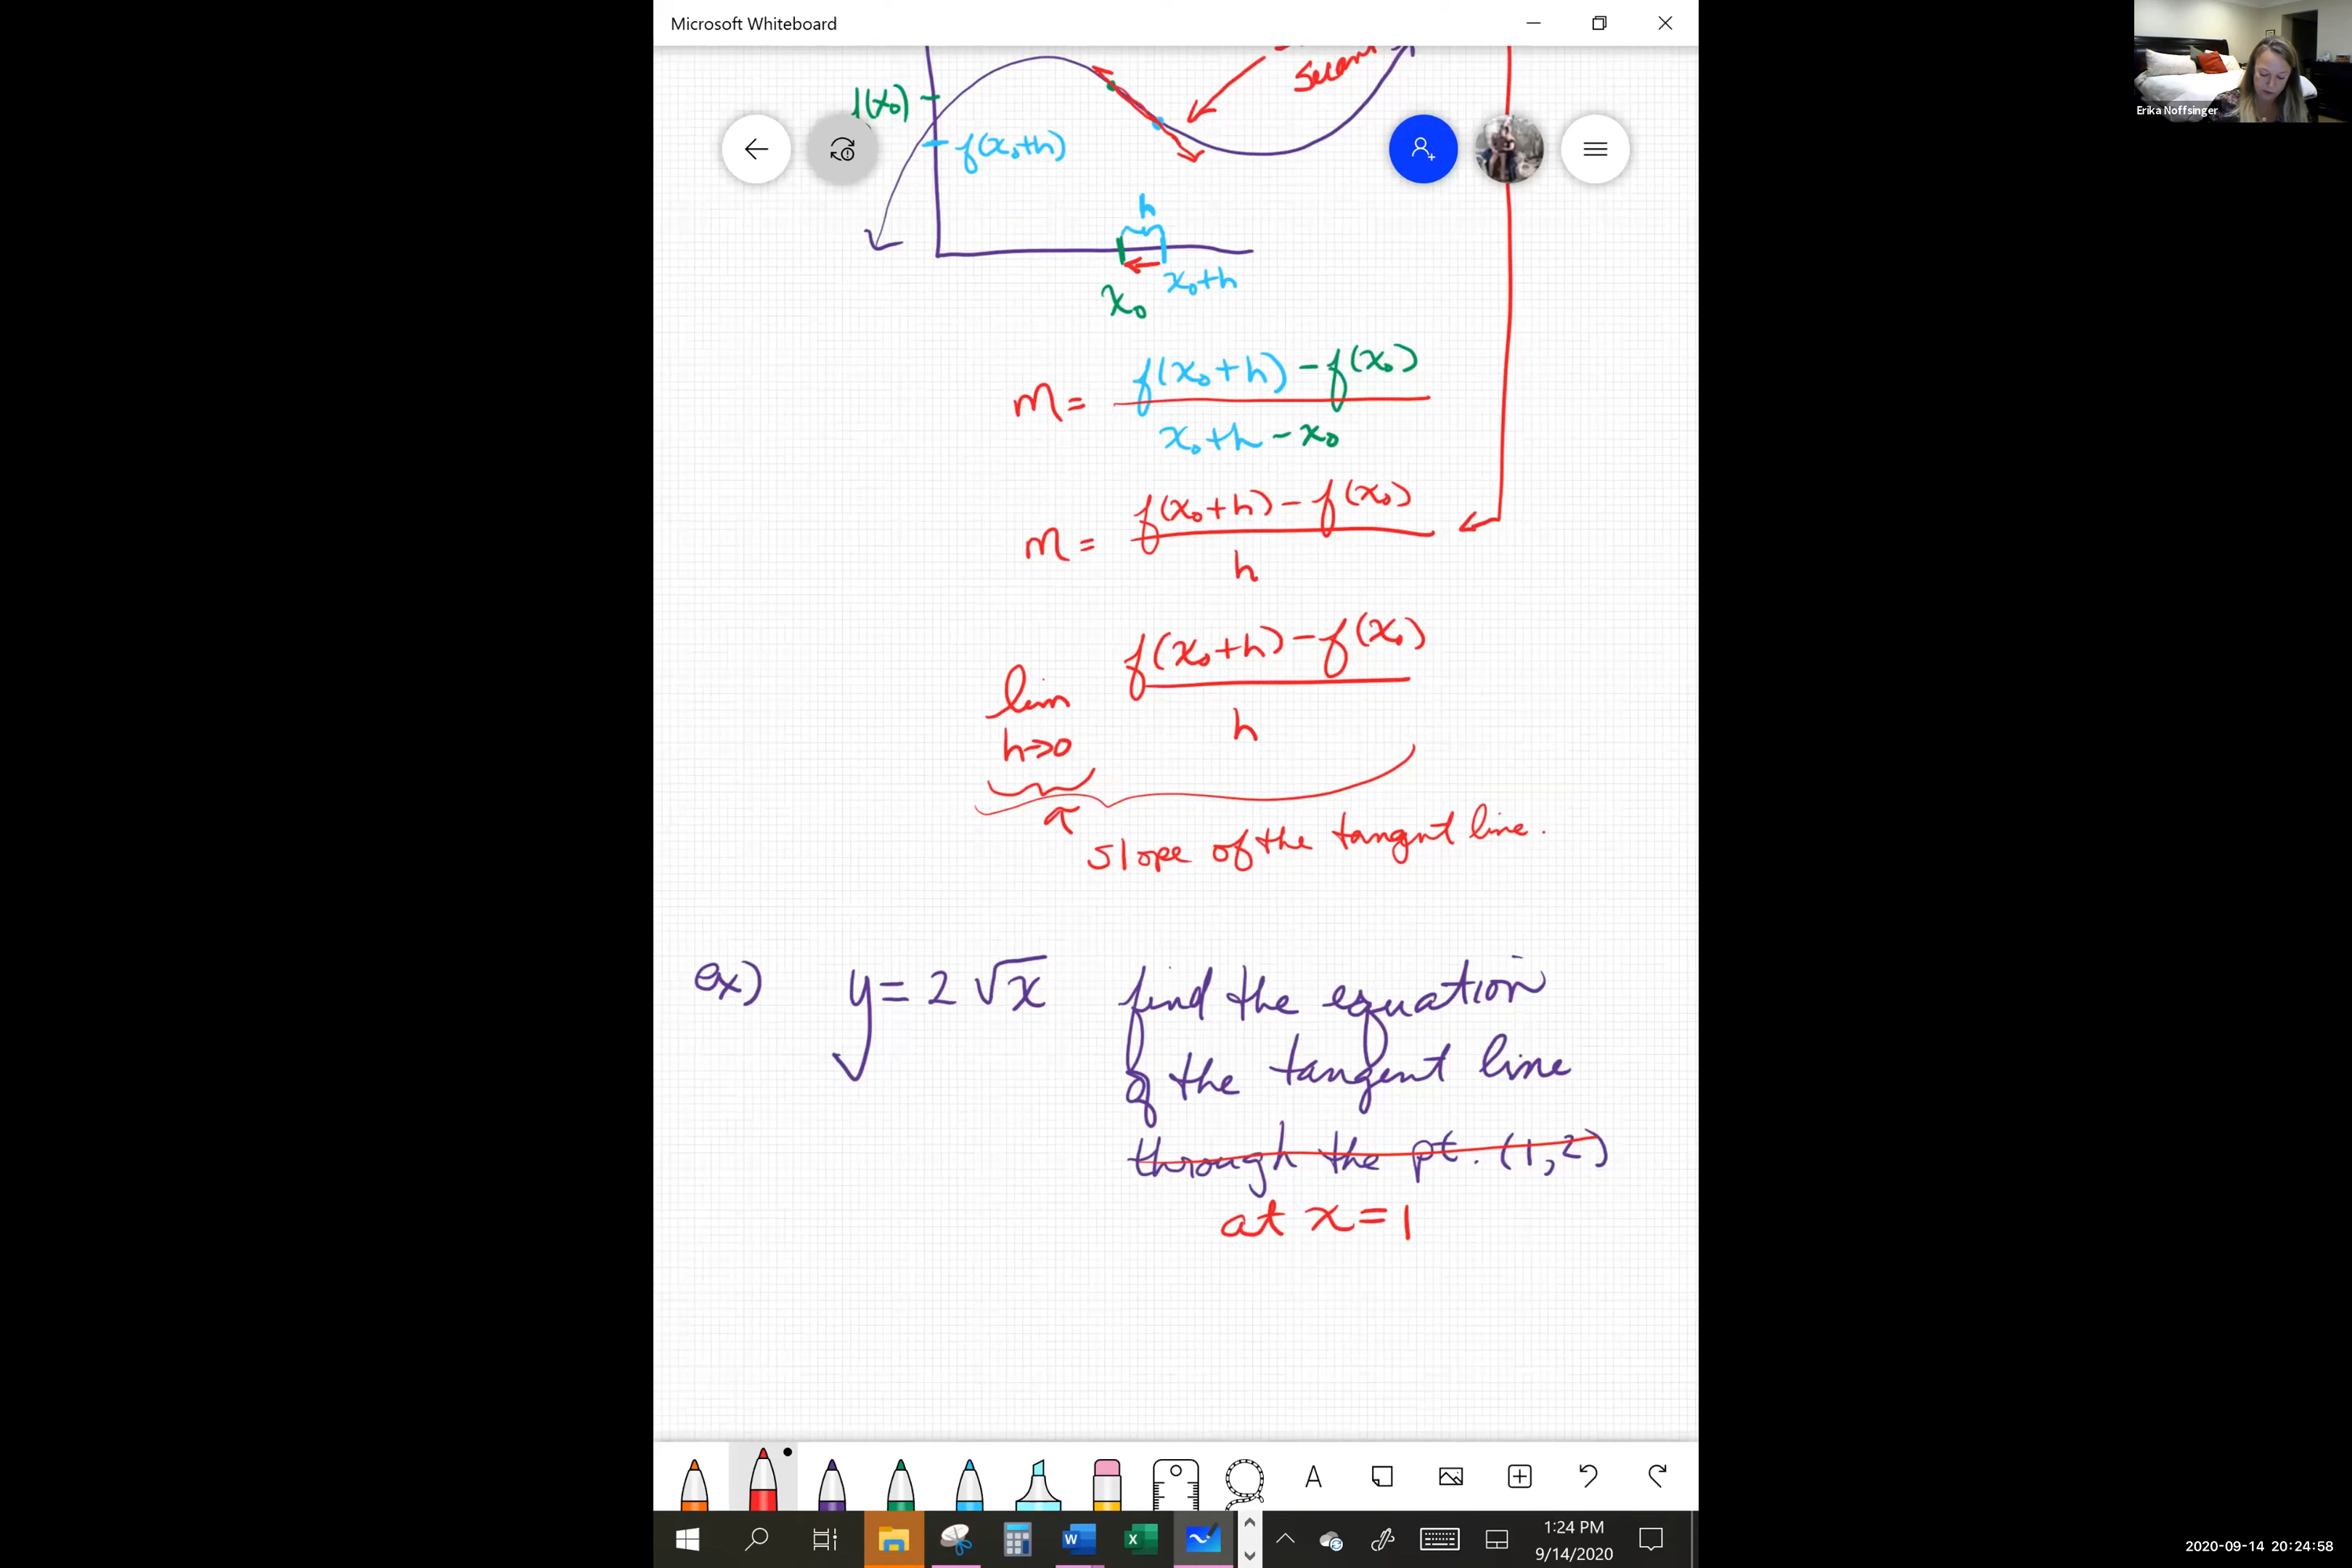 Microsoft Whiteboard
Erika Noffsinger
secant
f(x₀)
f(x₀+h)
h
x₀+h
x₀
m = f(x₀+h) - f(x₀)
x₀+h - x₀
m = f(x₀+h) - f(x₀)
h
lim f(x₀+h) - f(x₀)
h→0 h
slope of the tangent line.
ex) y = 2 √x find the equation
of the tangent line
through the pt. (1,2)
at x = 1
A
W
X
1:24 PM
9/14/2020
2020-09-14 20:24:58